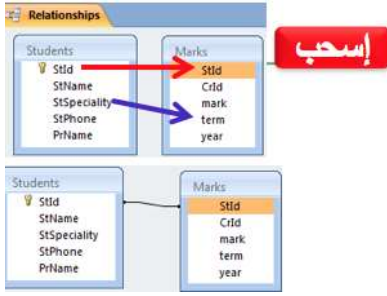 Relationships
Students
StId
StName
StSpeciality
StPhone
PrName
Marks
StId
CrId
mark
term
year
إسحب
Students
StId
StName
StSpeciality
StPhone
PrName
Marks
StId
CrId
mark
term
year